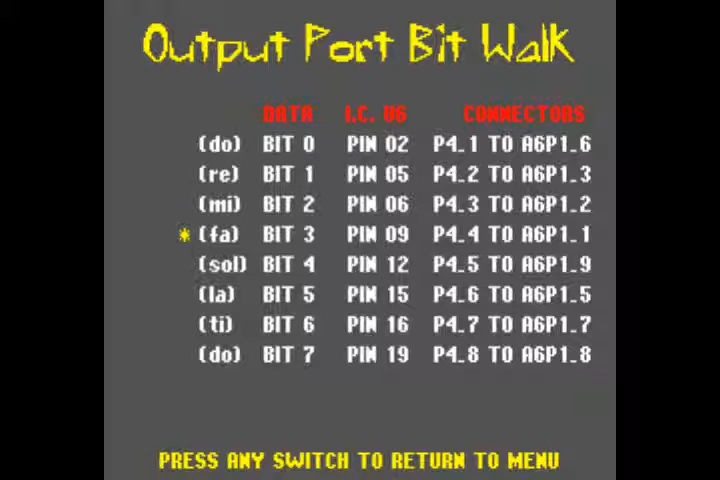 Output Port Bit Walk
DATA I.C. U6 CONNECTORS
(do) BIT 0 PIN 02 P4_1 TO A6P1_6
(re) BIT 1 PIN 05 P4_2 TO A6P1_3
(mi) BIT 2 PIN 06 P4_3 TO A6P1_2
* (fa) BIT 3 PIN 09 P4_4 TO A6P1_1
(sol) BIT 4 PIN 12 P4_5 TO A6P1_9
(la) BIT 5 PIN 15 P4_6 TO A6P1_5
(ti) BIT 6 PIN 16 P4_7 TO A6P1_7
(do) BIT 7 PIN 19 P4_8 TO A6P1_8
PRESS ANY SWITCH TO RETURN TO MENU